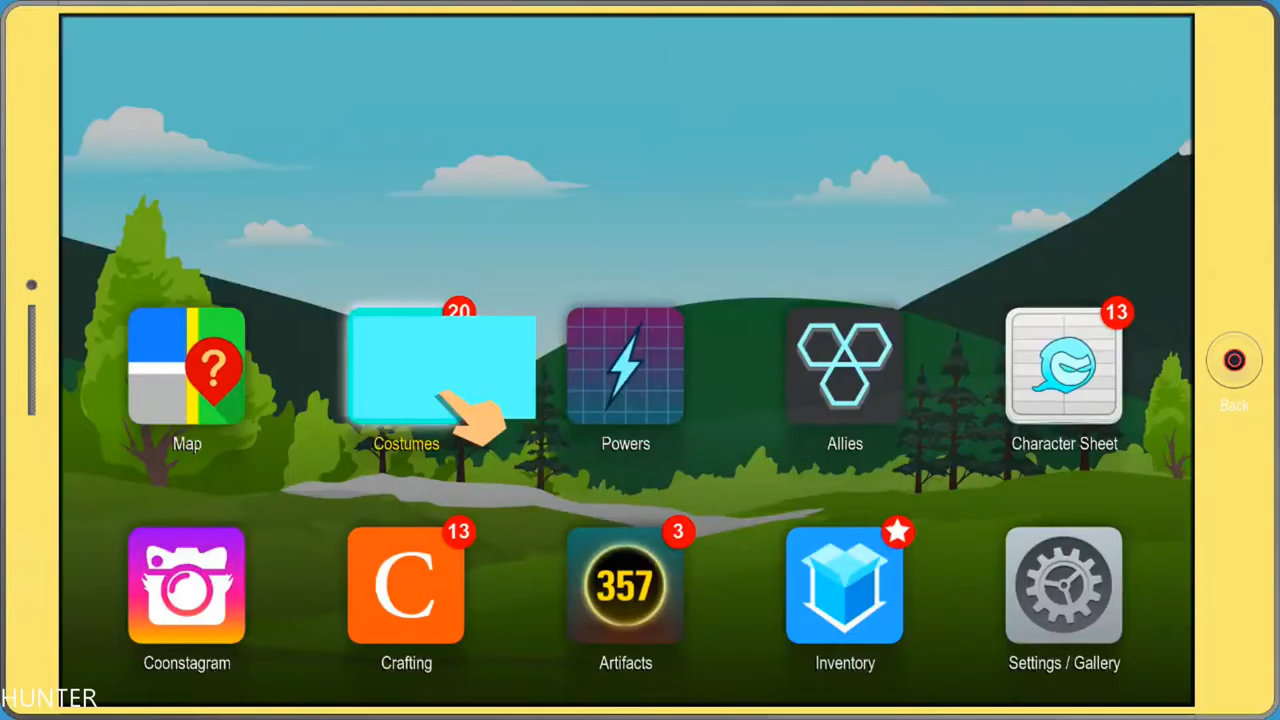 20
13
?
Map
Costumes
Powers
Allies
Character Sheet
Back
13
3
C
357
Coonstagram
Crafting
Artifacts
Inventory
Settings / Gallery
HUNTER